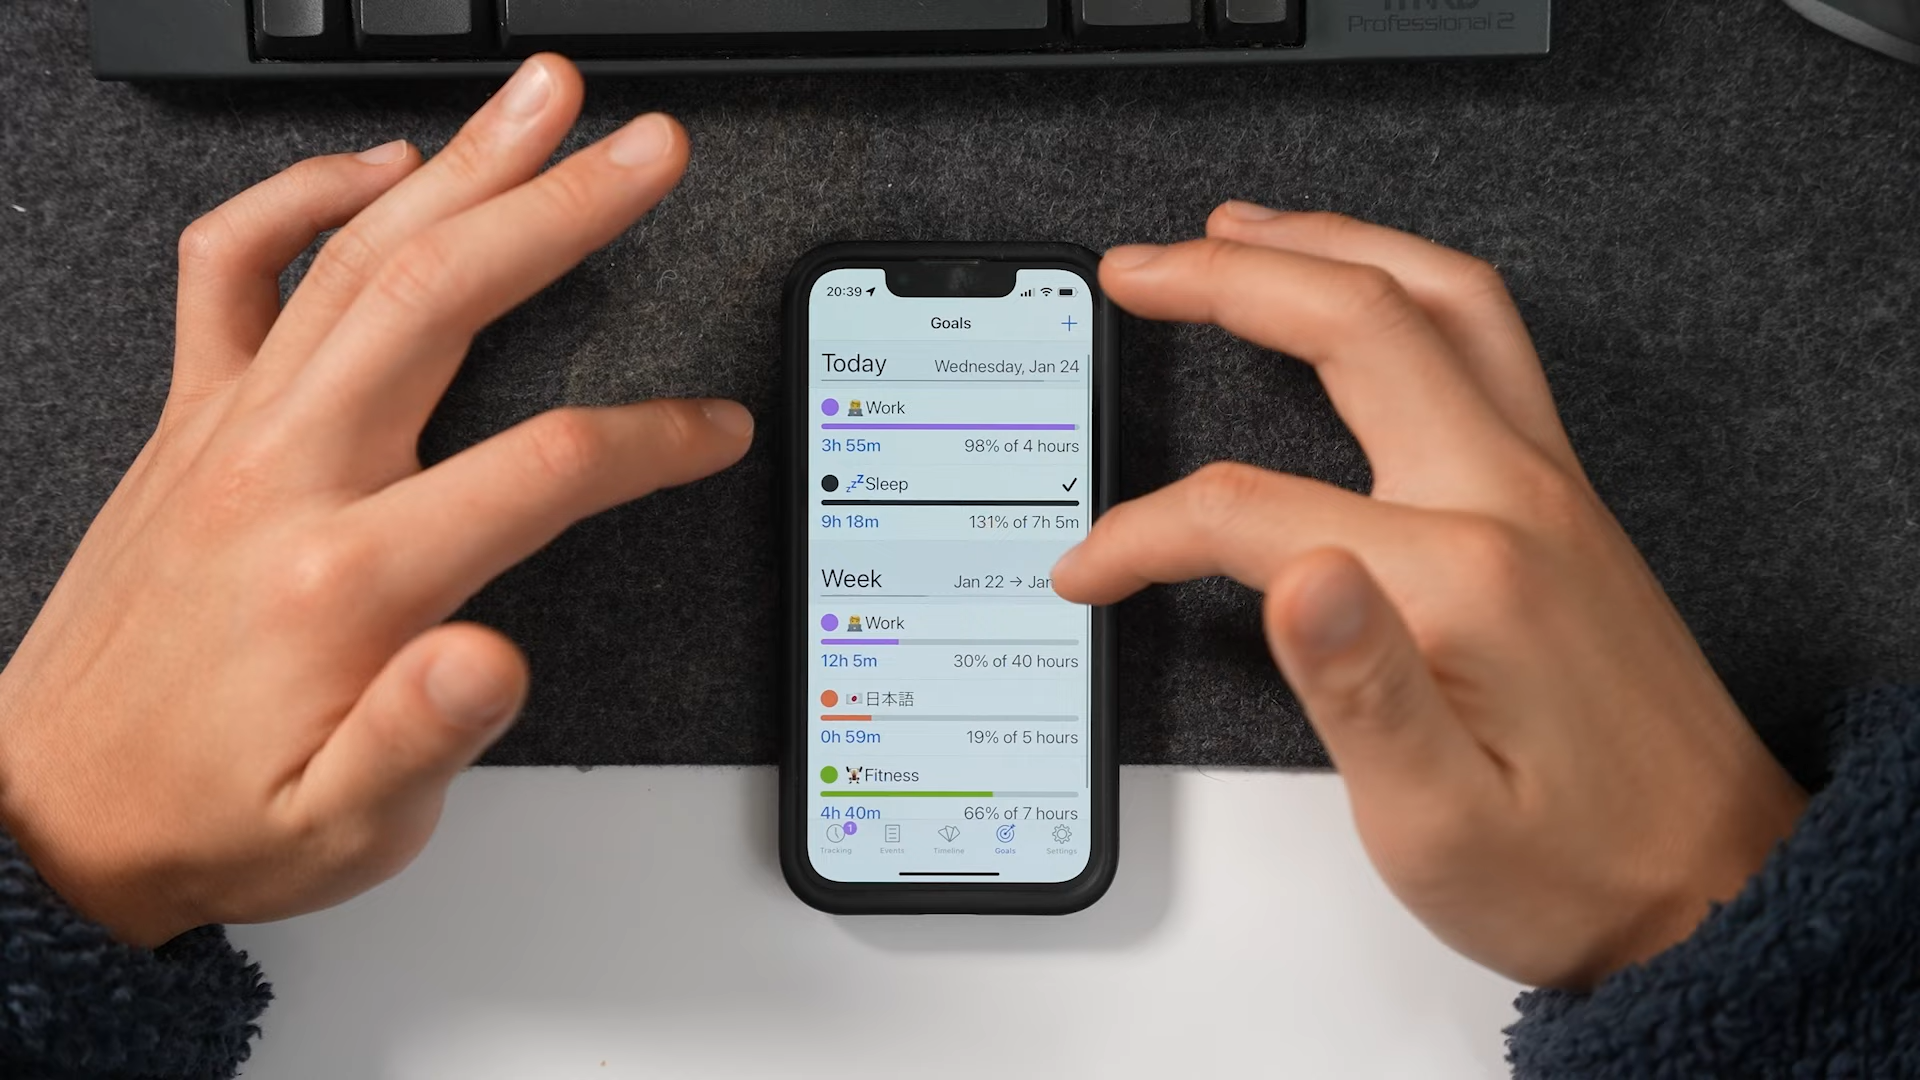 Professional 2
20:39
Goals +
Today Wednesday, Jan 24
Work
3h 55m 98% of 4 hours
zzZ Sleep ✓
9h 18m 131% of 7h 5m
Week Jan 22 → Jan
Work
12h 5m 30% of 40 hours
日本語
0h 59m 19% of 5 hours
Fitness
4h 40m 66% of 7 hours
1
Tracking Events Timeline Goals Settings